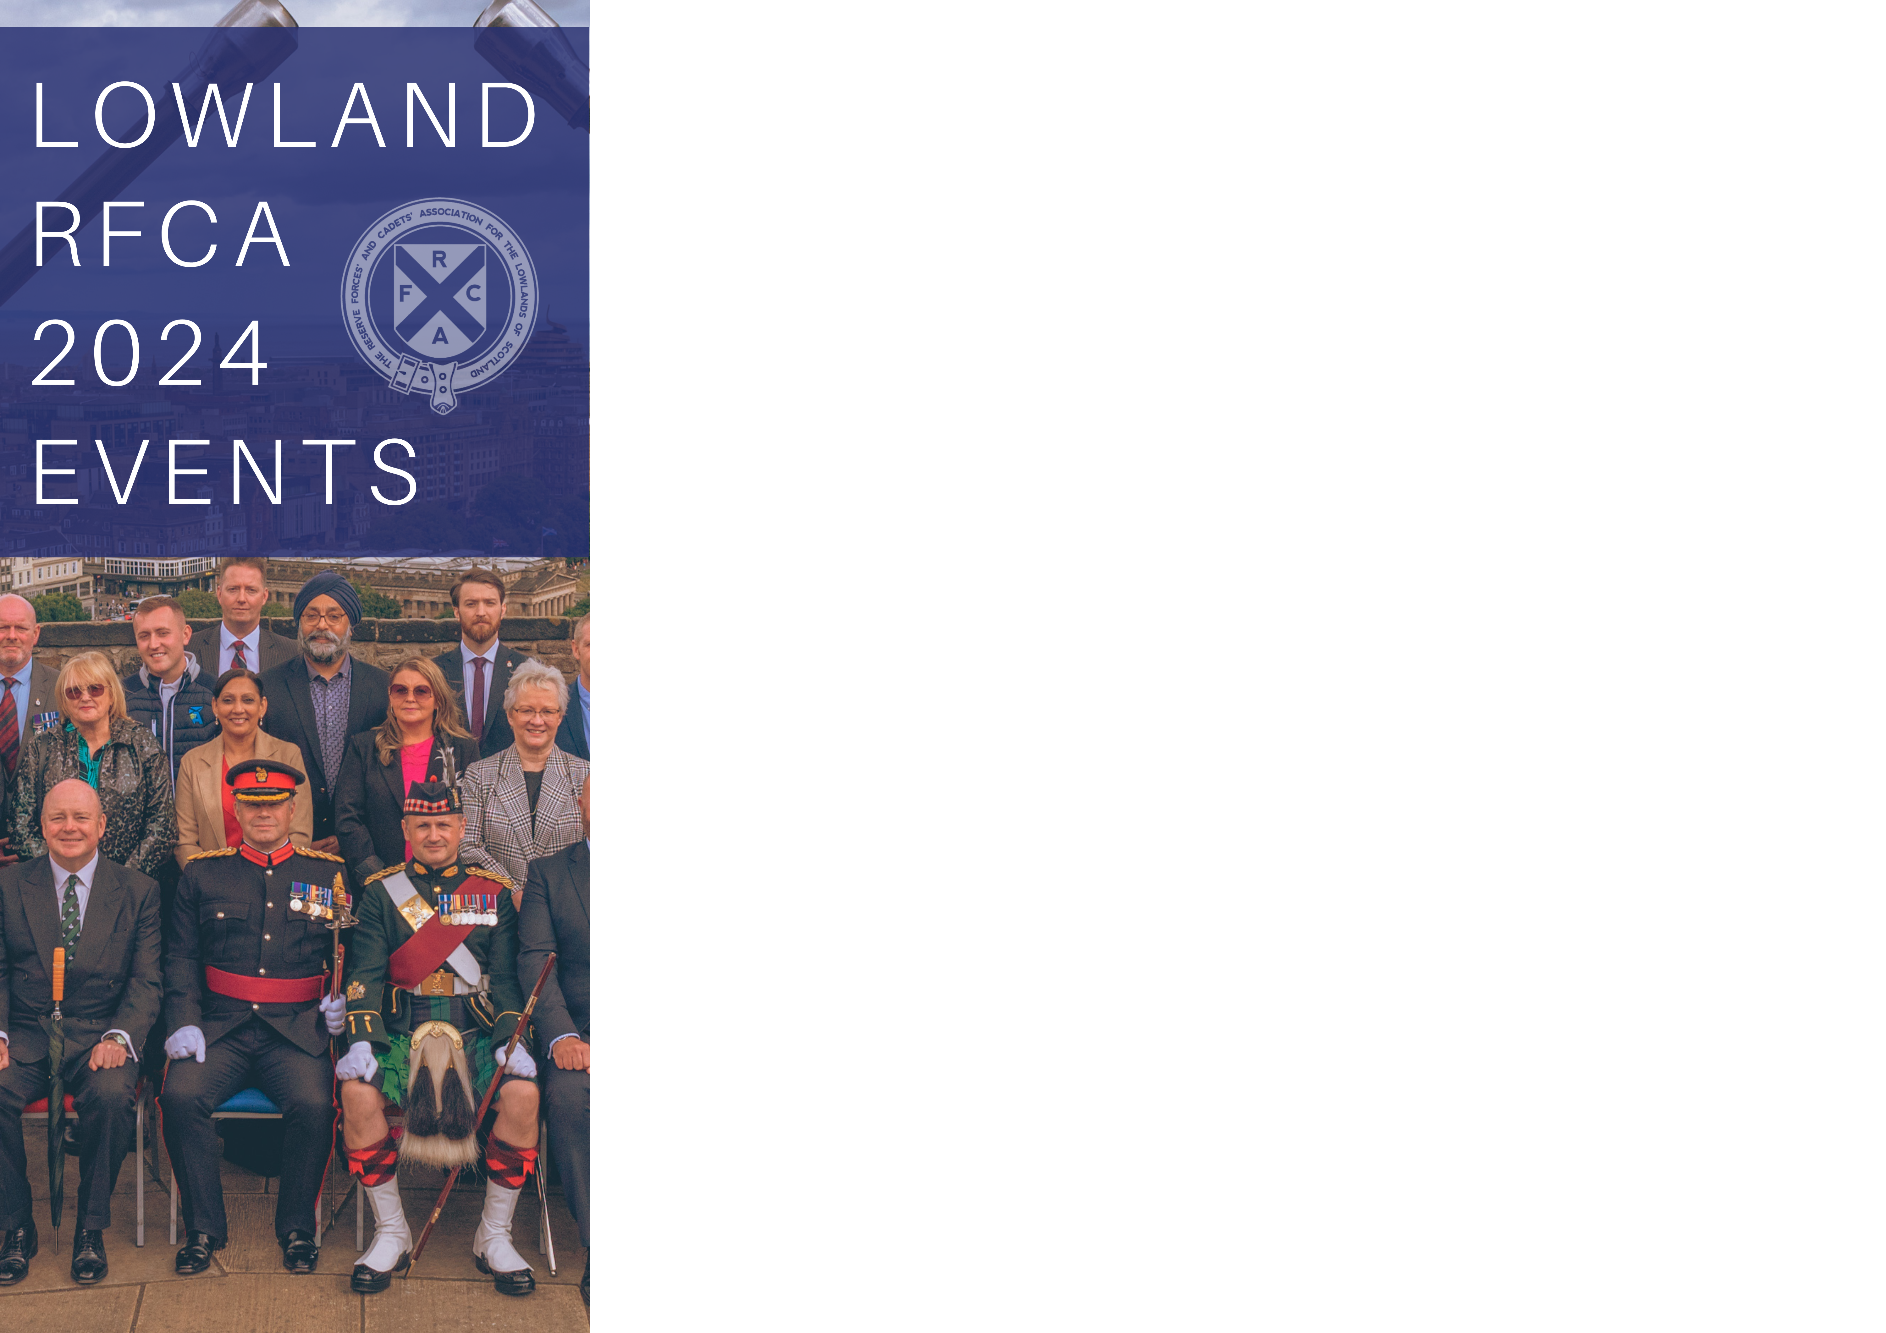 LOWLAND
RFCA
2024
EVENTS
THE RESERVE FORCES' AND CADETS' ASSOCIATION FOR THE LOWLANDS OF SCOTLAND
R
F C
A